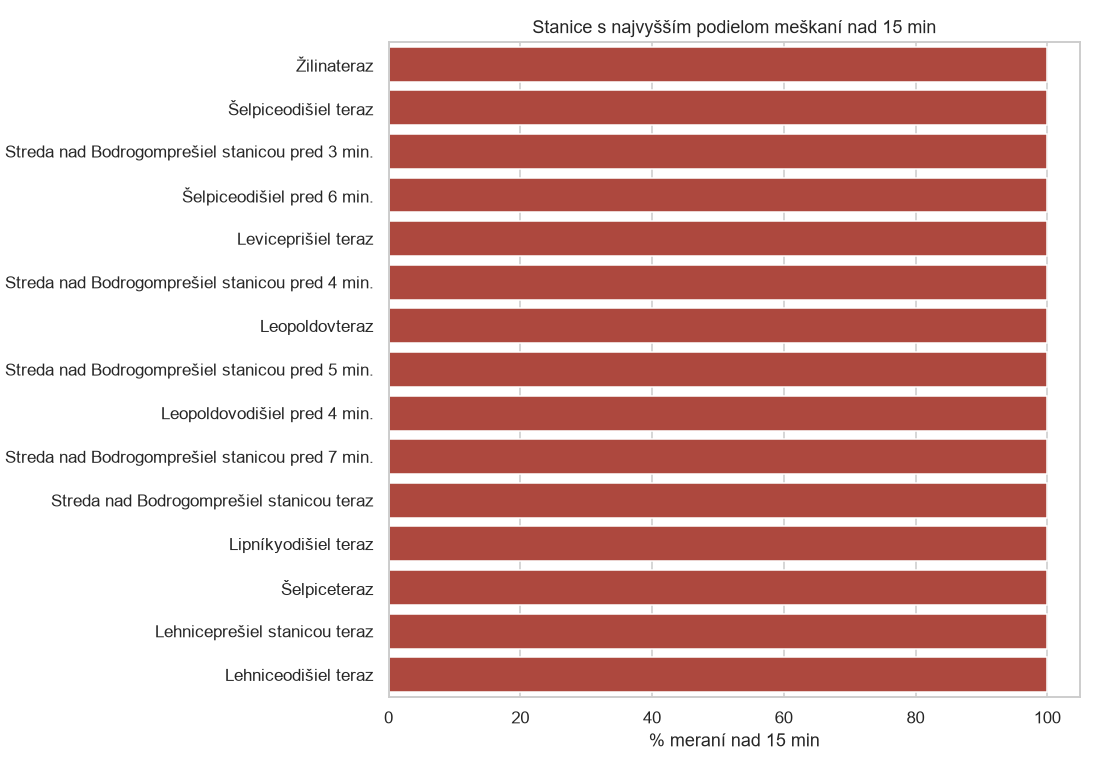 Stanice s najvyšším podielom meškaní nad 15 min
Žilinateraz
Šelpiceodišiel teraz
Streda nad Bodrogomprešiel stanicou pred 3 min.
Šelpiceodišiel pred 6 min.
Leviceprišiel teraz
Streda nad Bodrogomprešiel stanicou pred 4 min.
Leopoldovteraz
Streda nad Bodrogomprešiel stanicou pred 5 min.
Leopoldovodišiel pred 4 min.
Streda nad Bodrogomprešiel stanicou pred 7 min.
Streda nad Bodrogomprešiel stanicou teraz
Lipníkyodišiel teraz
Šelpiceteraz
Lehniceprešiel stanicou teraz
Lehniceodišiel teraz
0 20 40 60 80 100
% meraní nad 15 min